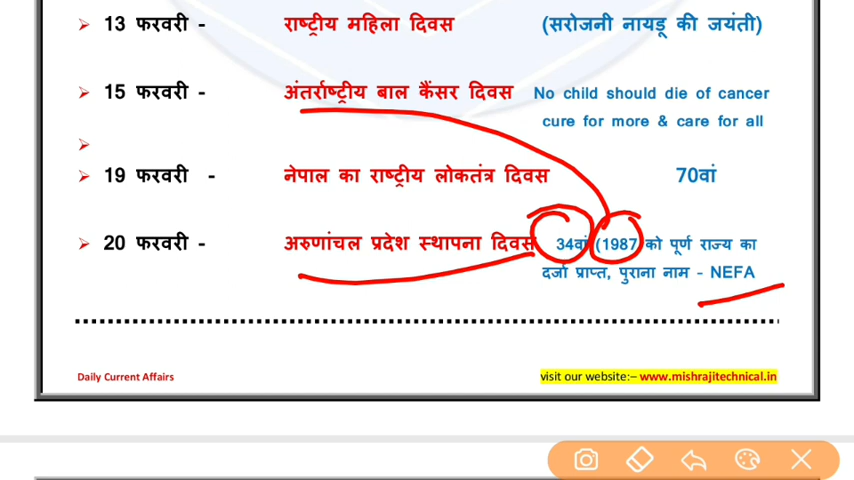 ➢ 13 फरवरी - राष्ट्रीय महिला दिवस (सरोजनी नायडू की जयंती)
➢ 15 फरवरी - अंतर्राष्ट्रीय बाल कैंसर दिवस No child should die of cancer
cure for more & care for all
➢
➢ 19 फरवरी - नेपाल का राष्ट्रीय लोकतंत्र दिवस 70वां
➢ 20 फरवरी - अरुणांचल प्रदेश स्थापना दिवस 34वां (1987 को पूर्ण राज्य का
दर्जा प्राप्त, पुराना नाम - NEFA
Daily Current Affairs visit our website:– www.mishrajitechnical.in